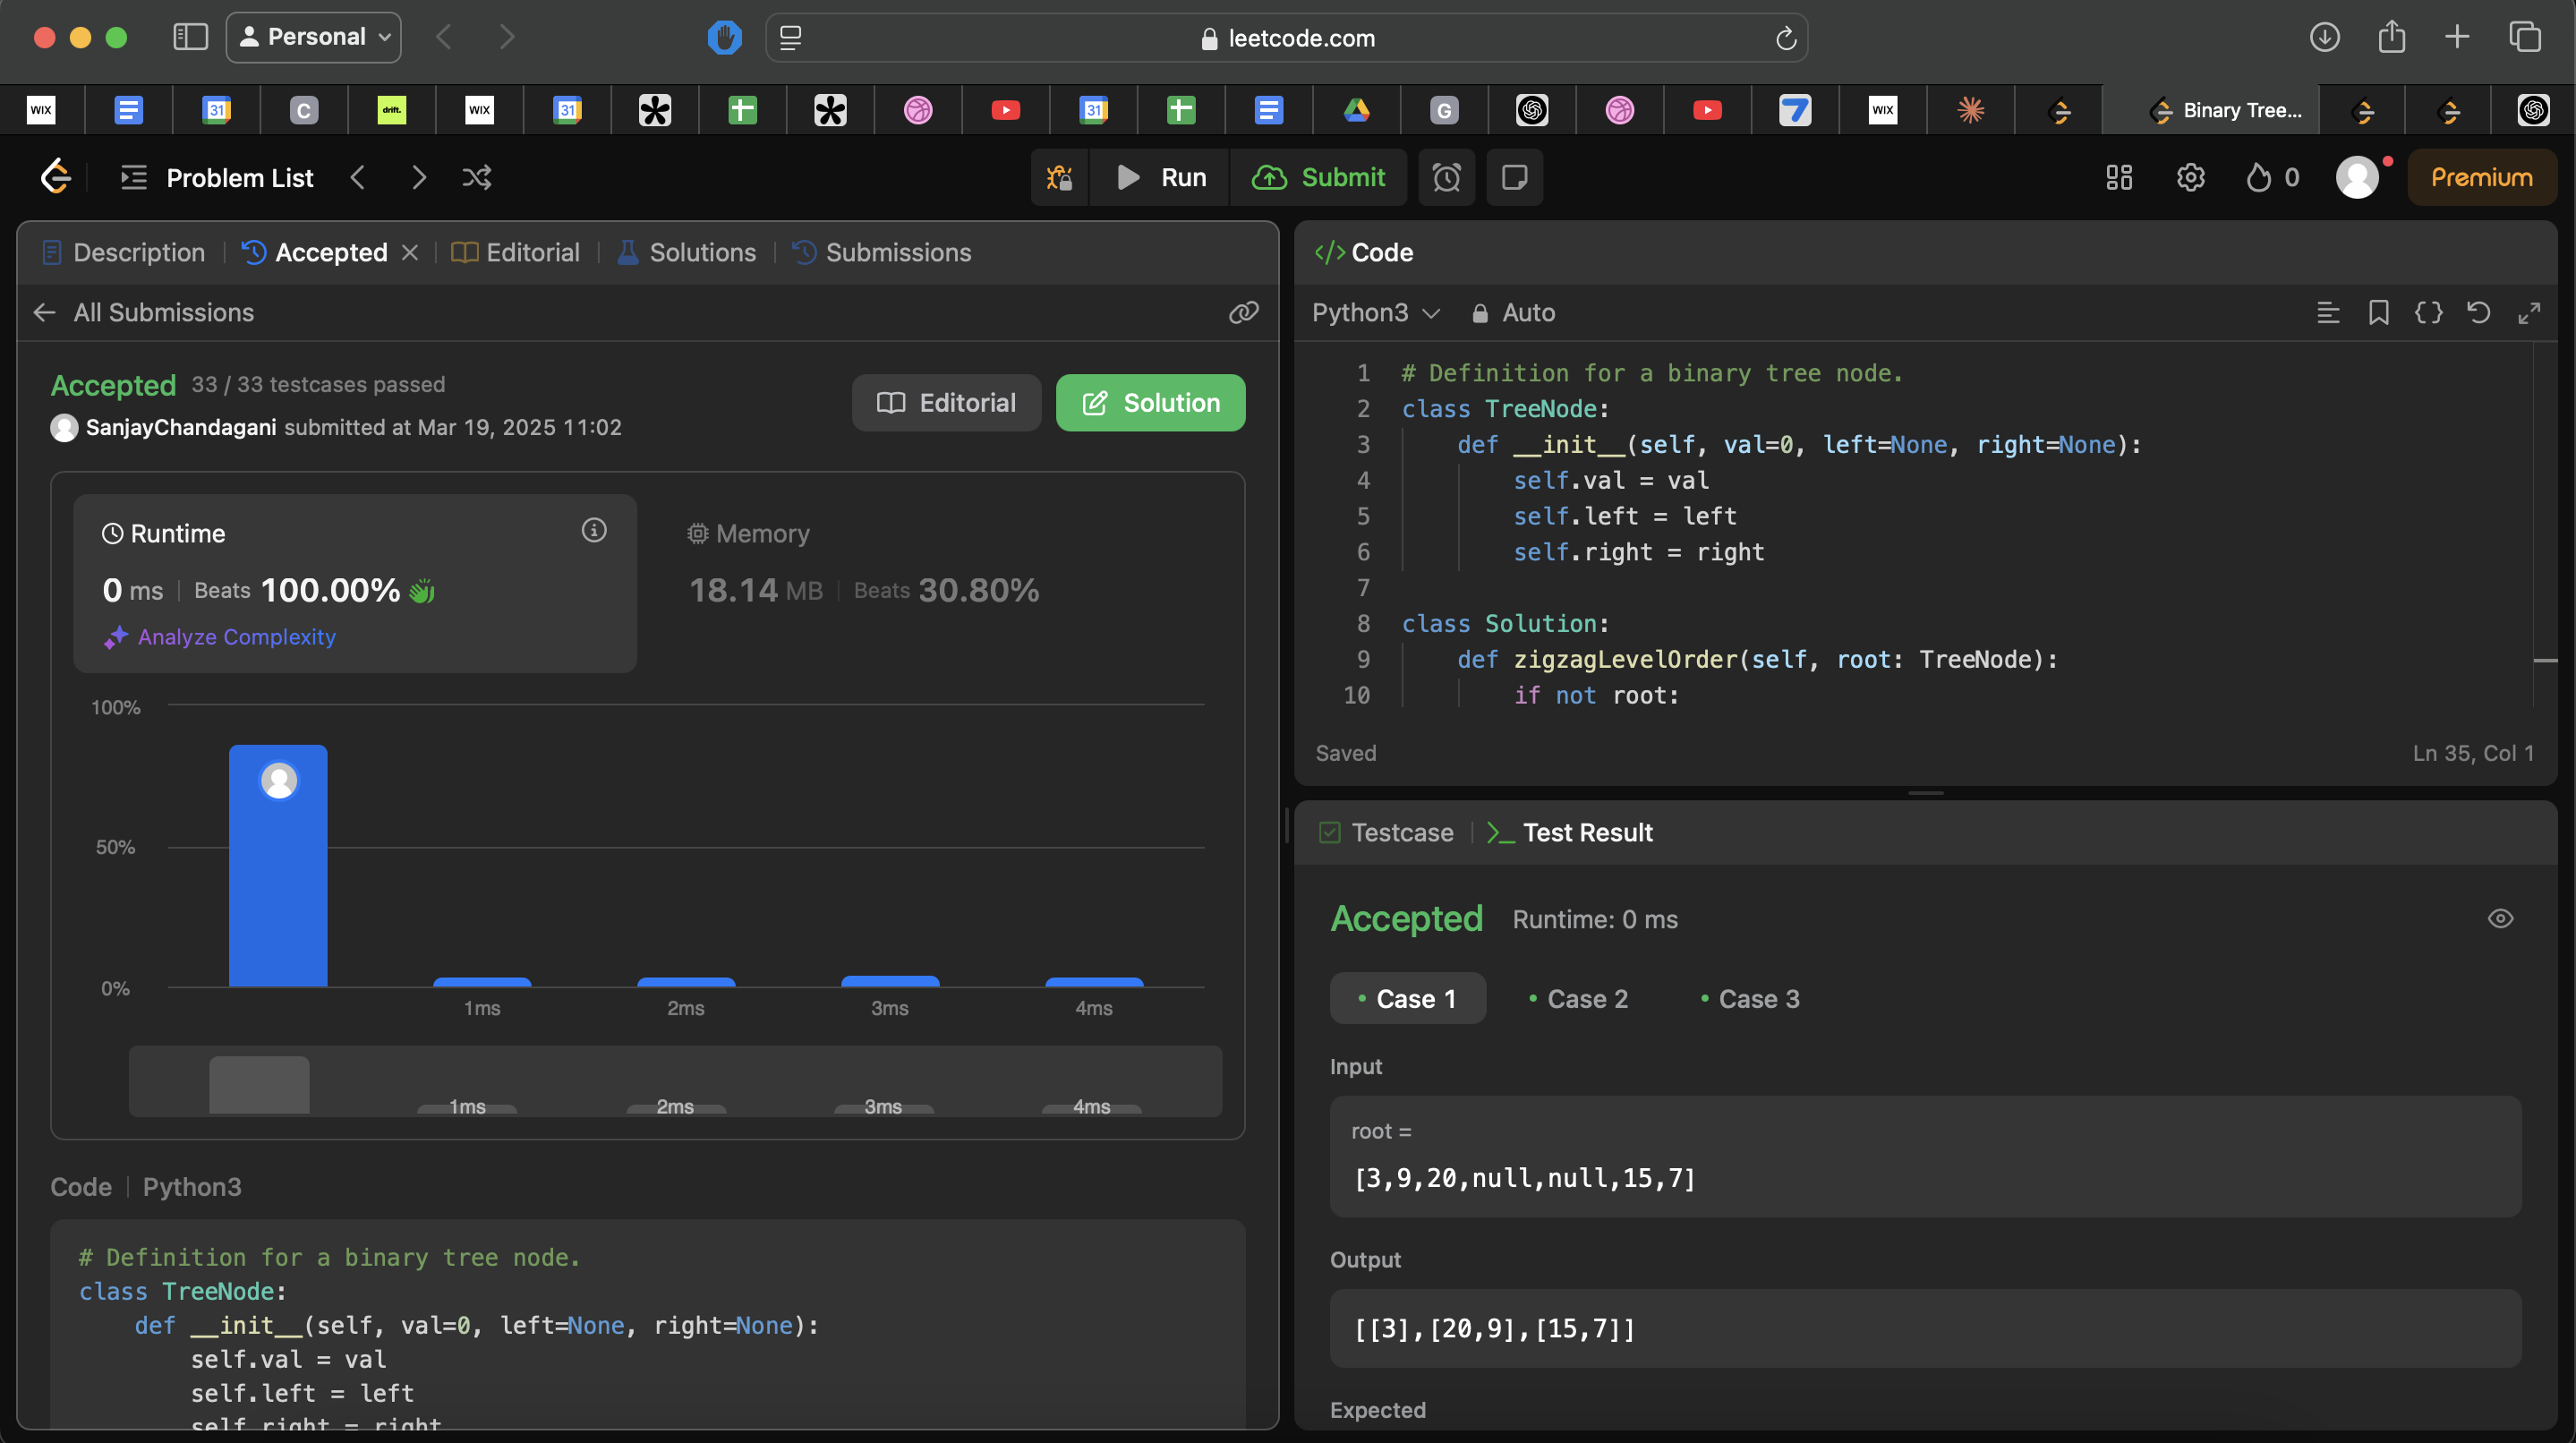 Personal
leetcode.com
WIX 31 C drift. WIX 31 31 G WIX Binary Tree...
Problem List
Run
Submit
0
Premium
Description
Accepted
Editorial
Solutions
Submissions
All Submissions
Accepted 33 / 33 testcases passed
SanjayChandagani submitted at Mar 19, 2025 11:02
Editorial
Solution
Runtime
0 ms Beats 100.00%
Analyze Complexity
Memory
18.14 MB Beats 30.80%
100%
50%
0%
1ms 2ms 3ms 4ms
1ms 2ms 3ms 4ms
Code Python3
# Definition for a binary tree node.
class TreeNode:
    def __init__(self, val=0, left=None, right=None):
        self.val = val
        self.left = left
        self.right = right
</> Code
Python3 Auto
1 # Definition for a binary tree node.
2 class TreeNode:
3     def __init__(self, val=0, left=None, right=None):
4         self.val = val
5         self.left = left
6         self.right = right
7
8 class Solution:
9     def zigzagLevelOrder(self, root: TreeNode):
10         if not root:
Saved
Ln 35, Col 1
Testcase
Test Result
Accepted Runtime: 0 ms
Case 1
Case 2
Case 3
Input
root =
[3,9,20,null,null,15,7]
Output
[[3],[20,9],[15,7]]
Expected